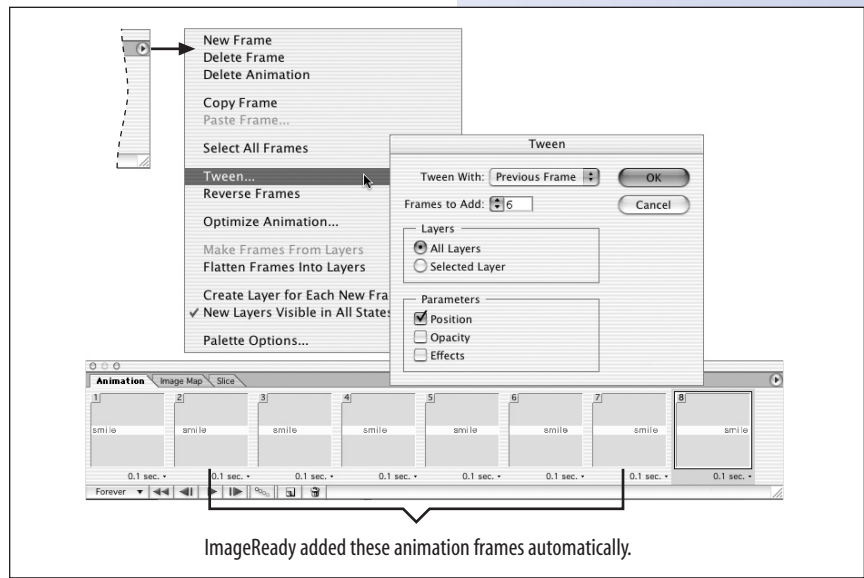 New Frame
Delete Frame
Delete Animation
Copy Frame
Paste Frame...
Select All Frames
Tween...
Reverse Frames
Optimize Animation...
Make Frames From Layers
Flatten Frames Into Layers
Create Layer for Each New Fra
✓ New Layers Visible in All States
Palette Options...
Tween
Tween With: Previous Frame
OK
Frames to Add: 6
Cancel
Layers
All Layers
Selected Layer
Parameters
Position
Opacity
Effects
Animation Image Map Slice
1 2 3 4 5 6 7 8
smile smile smile smile smile smile smile smile
0.1 sec. 0.1 sec. 0.1 sec. 0.1 sec. 0.1 sec. 0.1 sec. 0.1 sec. 0.1 sec.
Forever
ImageReady added these animation frames automatically.